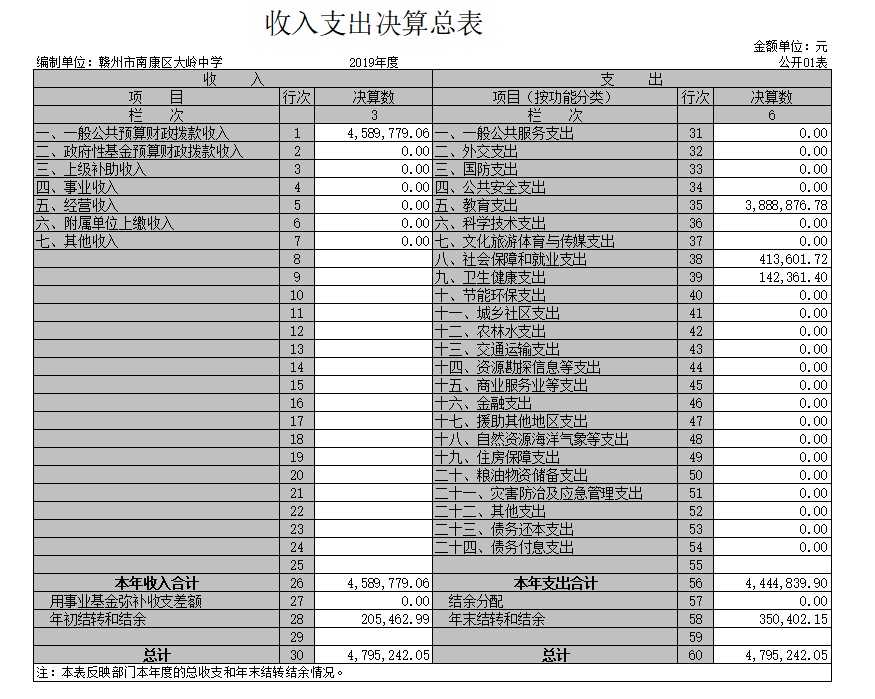 收入支出决算总表
金额单位：元
编制单位：赣州市南康区大岭中学 2019年度 公开01表
收 入 支 出
项 目 行次 决算数 项目（按功能分类） 行次 决算数
栏 次 3 栏 次 6
一、一般公共预算财政拨款收入 1 4,589,779.06 一、一般公共服务支出 31 0.00
二、政府性基金预算财政拨款收入 2 0.00 二、外交支出 32 0.00
三、上级补助收入 3 0.00 三、国防支出 33 0.00
四、事业收入 4 0.00 四、公共安全支出 34 0.00
五、经营收入 5 0.00 五、教育支出 35 3,888,876.78
六、附属单位上缴收入 6 0.00 六、科学技术支出 36 0.00
七、其他收入 7 0.00 七、文化旅游体育与传媒支出 37 0.00
8 八、社会保障和就业支出 38 413,601.72
9 九、卫生健康支出 39 142,361.40
10 十、节能环保支出 40 0.00
11 十一、城乡社区支出 41 0.00
12 十二、农林水支出 42 0.00
13 十三、交通运输支出 43 0.00
14 十四、资源勘探信息等支出 44 0.00
15 十五、商业服务业等支出 45 0.00
16 十六、金融支出 46 0.00
17 十七、援助其他地区支出 47 0.00
18 十八、自然资源海洋气象等支出 48 0.00
19 十九、住房保障支出 49 0.00
20 二十、粮油物资储备支出 50 0.00
21 二十一、灾害防治及应急管理支出 51 0.00
22 二十二、其他支出 52 0.00
23 二十三、债务还本支出 53 0.00
24 二十四、债务付息支出 54 0.00
25 55
本年收入合计 26 4,589,779.06 本年支出合计 56 4,444,839.90
用事业基金弥补收支差额 27 0.00 结余分配 57 0.00
年初结转和结余 28 205,462.99 年末结转和结余 58 350,402.15
29 59
总计 30 4,795,242.05 总计 60 4,795,242.05
注：本表反映部门本年度的总收支和年末结转结余情况。